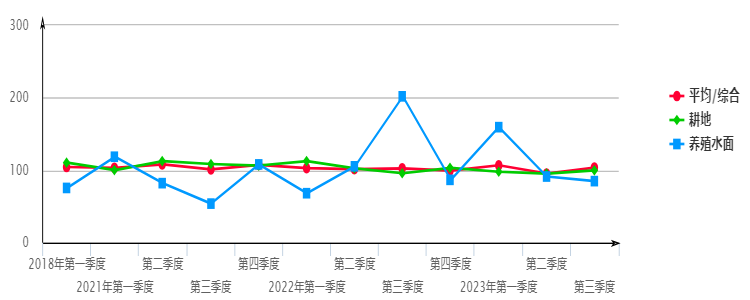 300
200
100
0
平均/综合
耕地
养殖水面
2018年第一季度
第二季度
第四季度
第二季度
第四季度
第二季度
2021年第一季度
第三季度
2022年第一季度
第三季度
2023年第一季度
第三季度